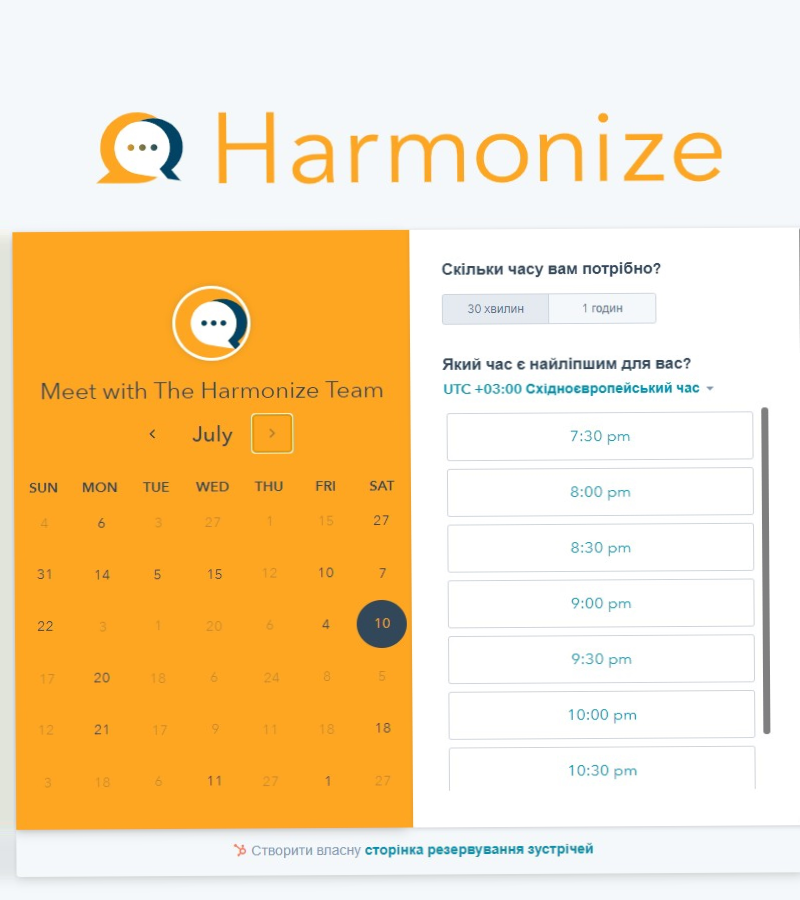 Harmonize
Meet with The Harmonize Team
July
SUN MON TUE WED THU FRI SAT
4 6 3 27 1 15 27
31 14 5 15 12 10 7
22 3 1 20 6 4 10
17 20 18 6 24 8 5
12 21 17 9 11 18 18
3 18 6 11 27 1 27
Скільки часу вам потрібно?
30 хвилин 1 годин
Який час є найліпшим для вас?
UTC +03:00 Східноєвропейський час
7:30 pm
8:00 pm
8:30 pm
9:00 pm
9:30 pm
10:00 pm
10:30 pm
Створити власну сторінка резервування зустрічей